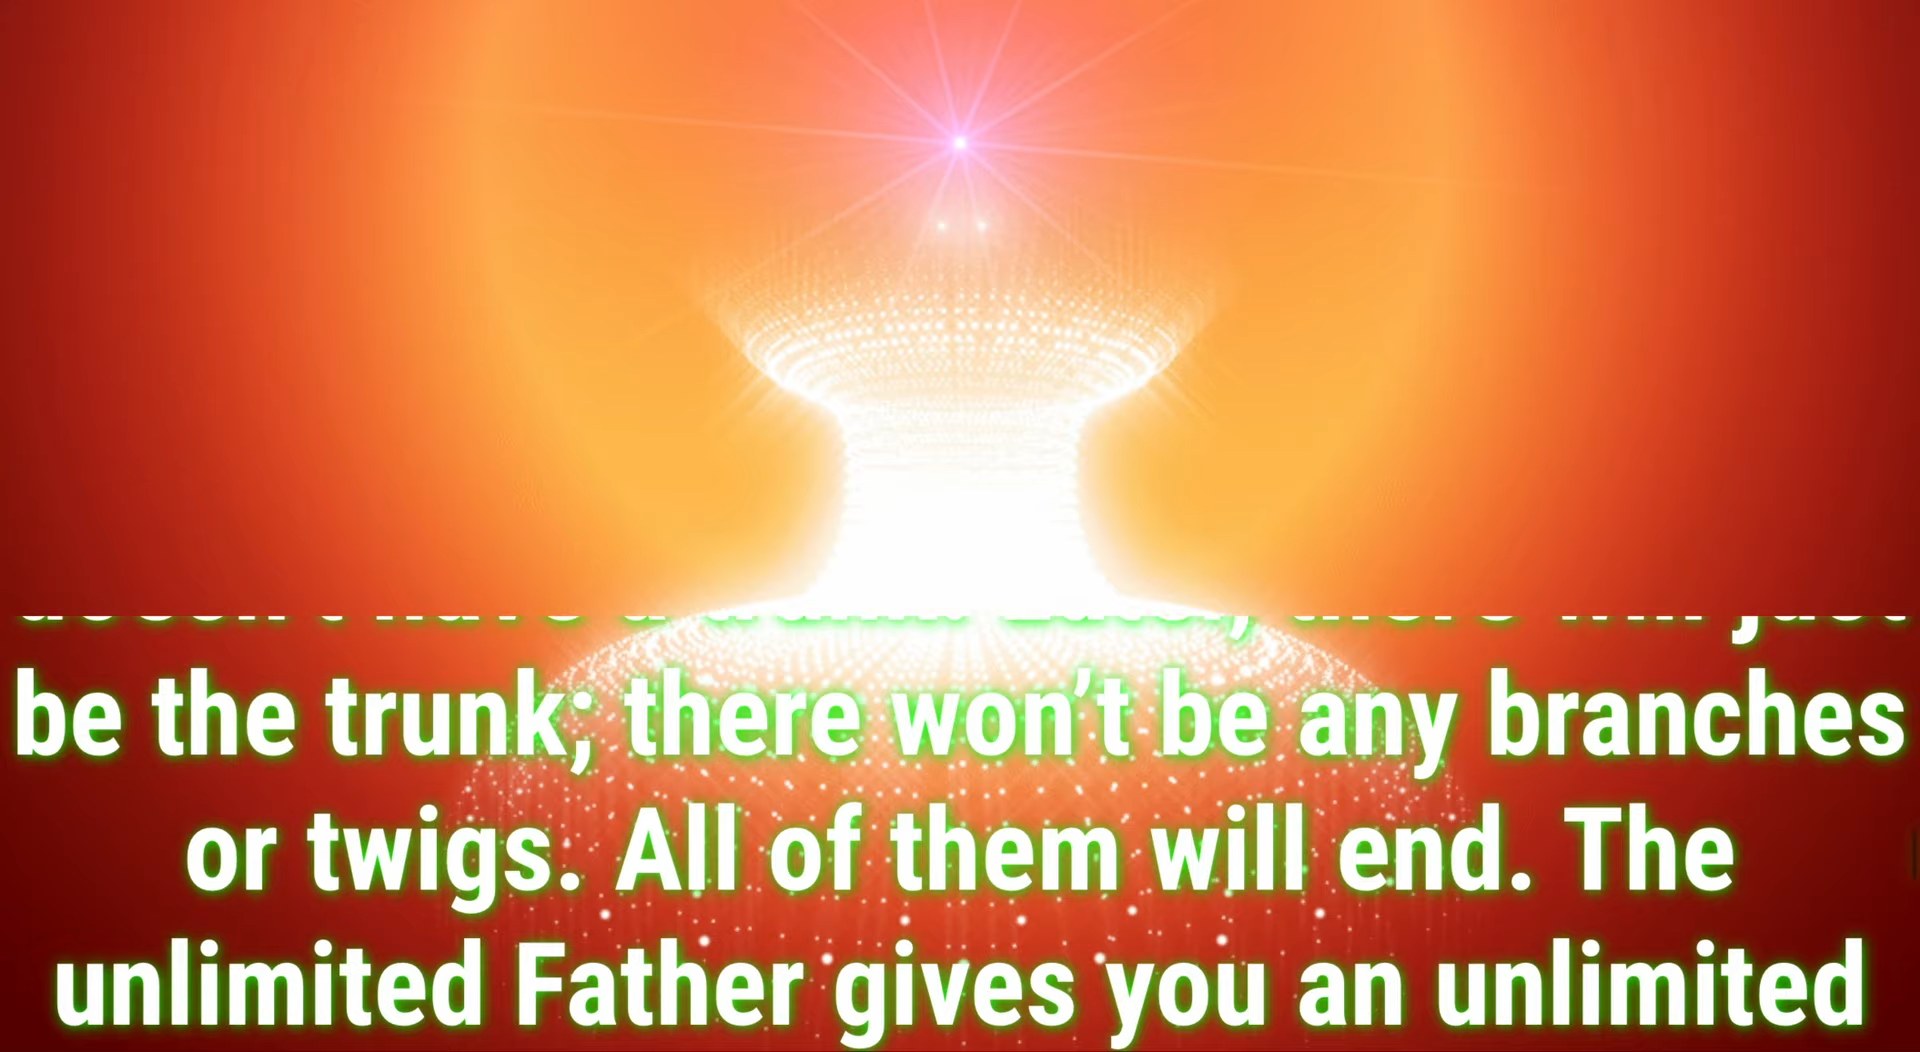 be the trunk; there won’t be any branches
or twigs. All of them will end. The
unlimited Father gives you an unlimited